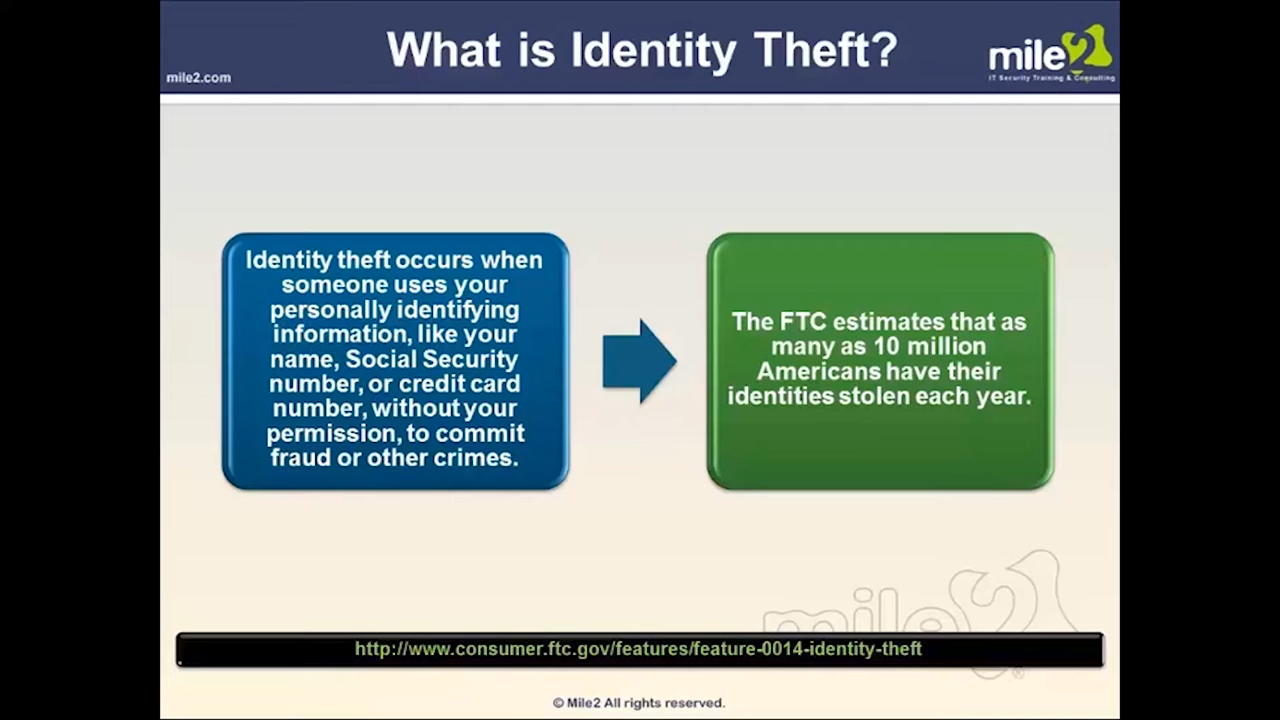 What is Identity Theft?
mile2
IT Security Training & Consulting
mile2.com
Identity theft occurs when
someone uses your
personally identifying
information, like your
name, Social Security
number, or credit card
number, without your
permission, to commit
fraud or other crimes.
The FTC estimates that as
many as 10 million
Americans have their
identities stolen each year.
mile2
®
http://www.consumer.ftc.gov/features/feature-0014-identity-theft
© Mile2 All rights reserved.